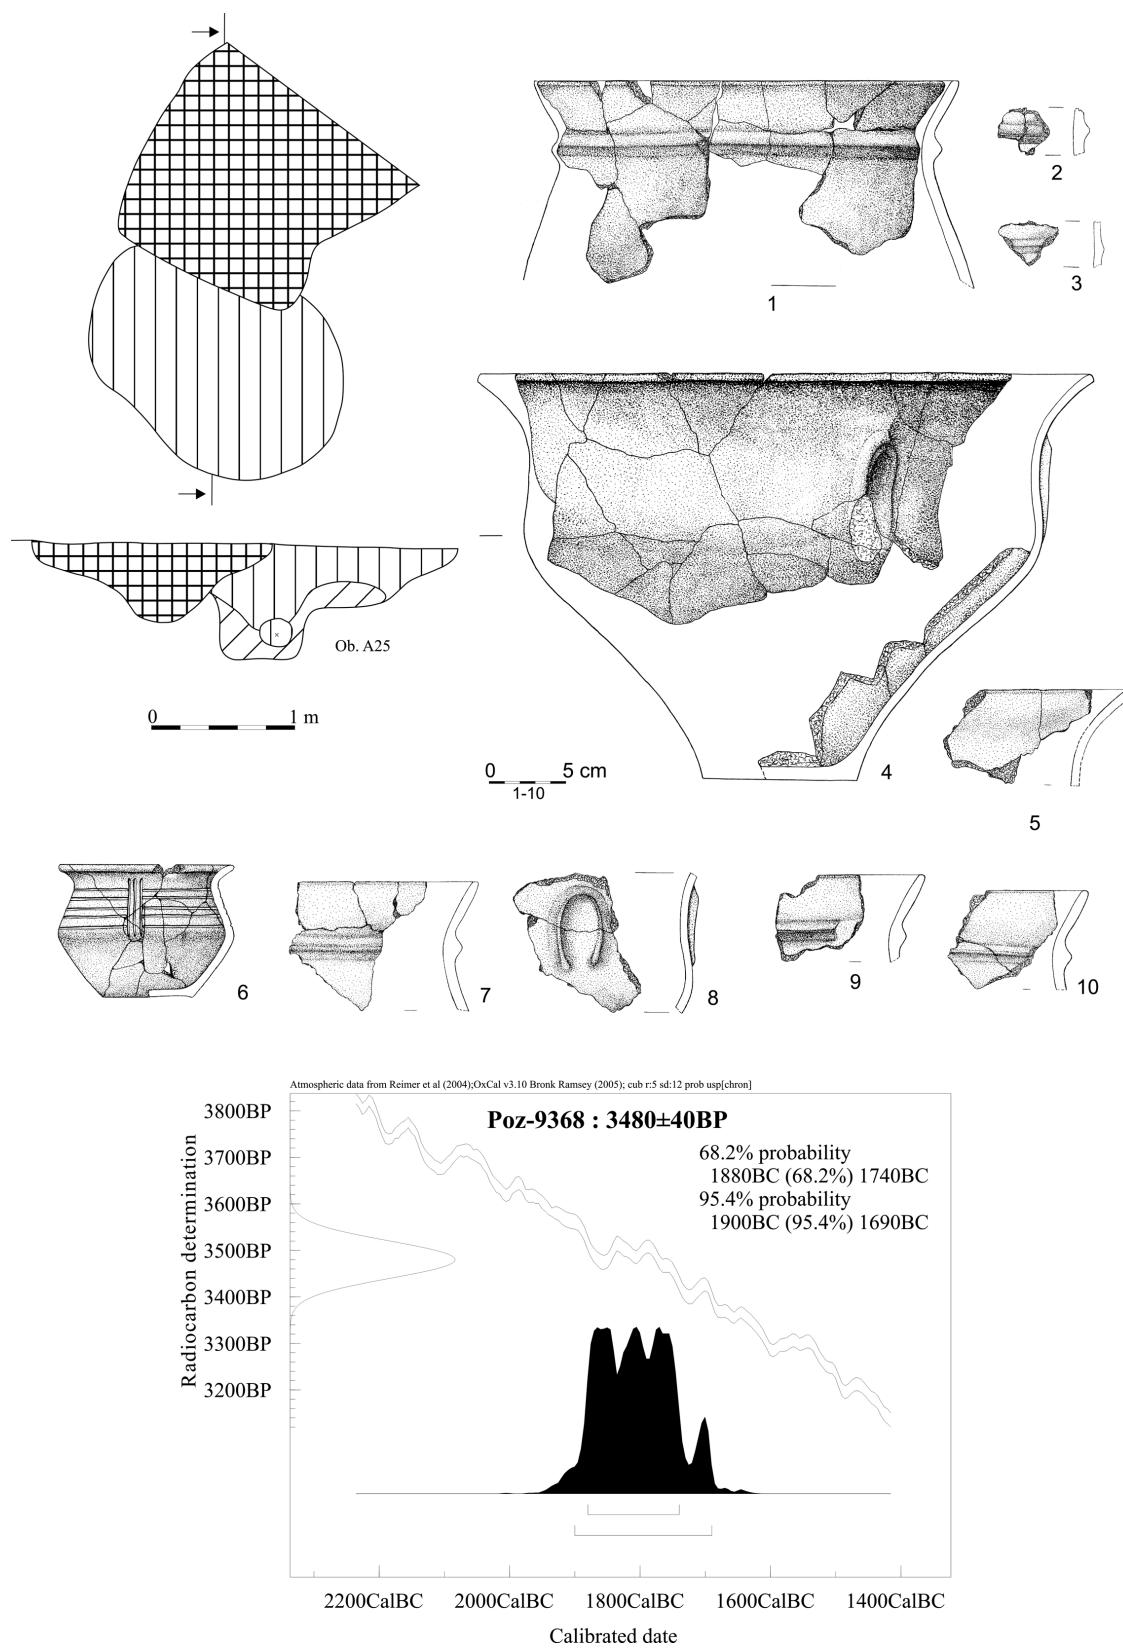 1
2
3
Ob. A25
0 1 m
4
0 5 cm
1-10
5
6
7
8
9
10
Atmospheric data from Reimer et al (2004);OxCal v3.10 Bronk Ramsey (2005); cub r:5 sd:12 prob usp[chron]
Poz-9368 : 3480±40BP
68.2% probability
1880BC (68.2%) 1740BC
95.4% probability
1900BC (95.4%) 1690BC
Radiocarbon determination
3800BP
3700BP
3600BP
3500BP
3400BP
3300BP
3200BP
2200CalBC 2000CalBC 1800CalBC 1600CalBC 1400CalBC
Calibrated date